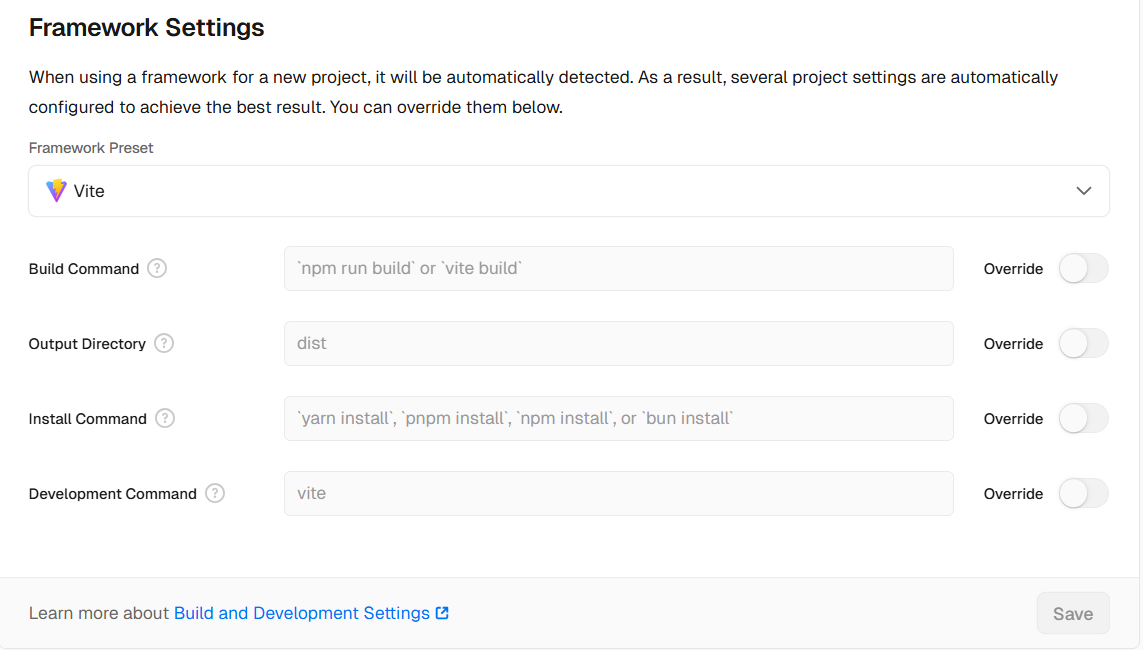 Framework Settings
When using a framework for a new project, it will be automatically detected. As a result, several project settings are automatically
configured to achieve the best result. You can override them below.
Framework Preset
Vite
Build Command ?
`npm run build` or `vite build`
Override
Output Directory ?
dist
Override
Install Command ?
`yarn install`, `pnpm install`, `npm install`, or `bun install`
Override
Development Command ?
vite
Override
Learn more about Build and Development Settings
Save